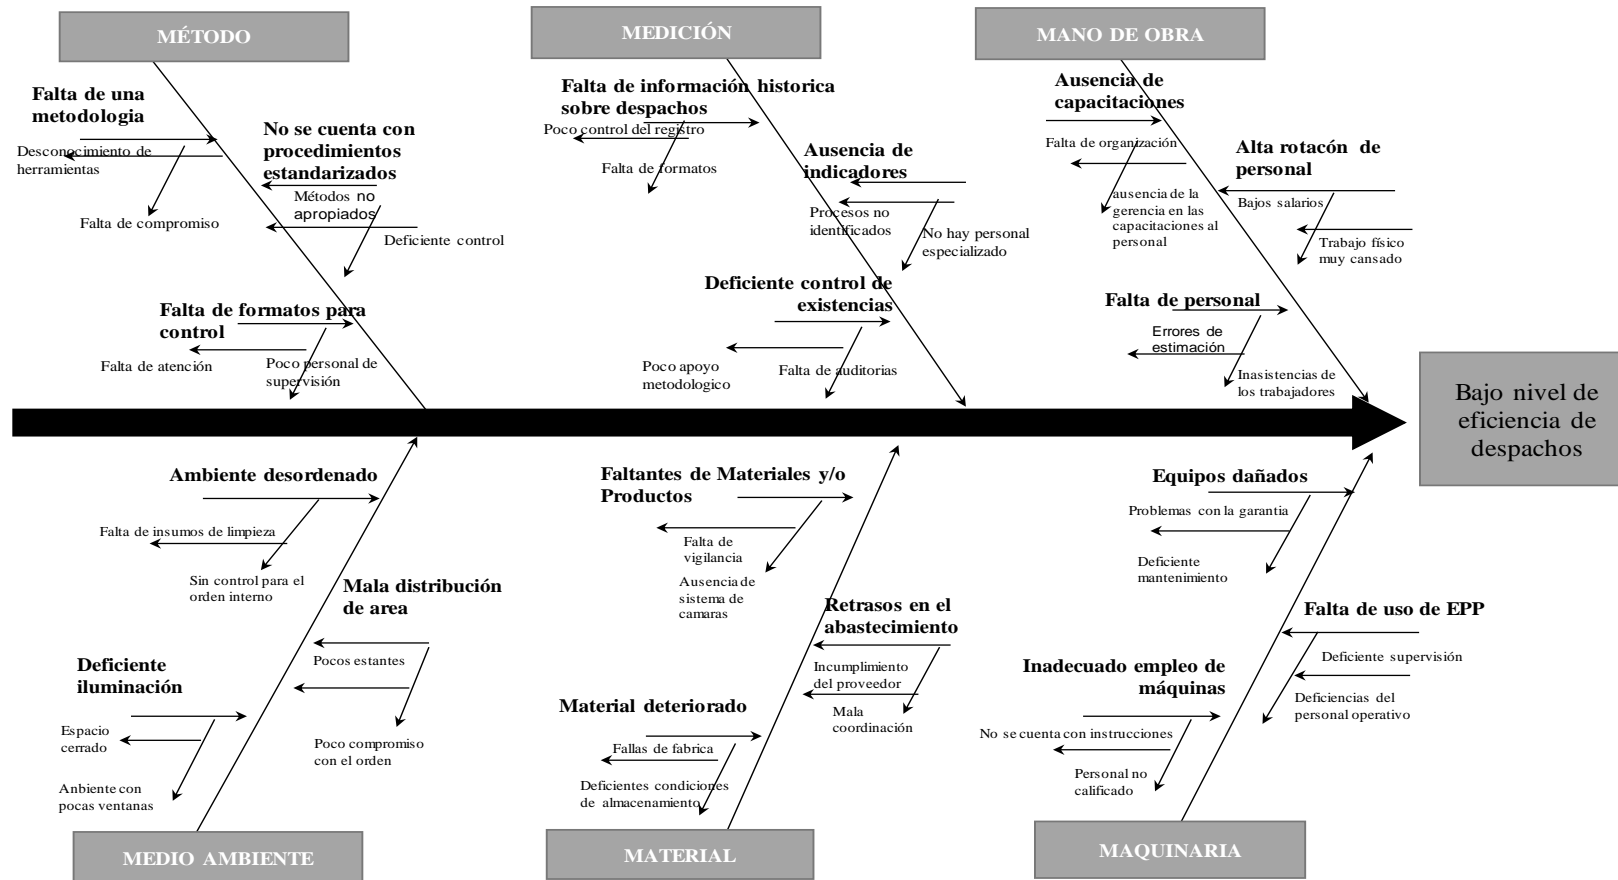 MÉTODO
MEDICIÓN
MANO DE OBRA
Falta de una
metodologia
Desconocimiento de
herramientas
Falta de compromiso
No se cuenta con
procedimientos
estandarizados
Métodos no
apropiados
Deficiente control
Falta de formatos para
control
Falta de atención
Poco personal de
supervisión
Falta de información historica
sobre despachos
Poco control del registro
Falta de formatos
Ausencia de
indicadores
Procesos no
identificados
No hay personal
especializado
Deficiente control de
existencias
Poco apoyo
metodologico
Falta de auditorias
Ausencia de
capacitaciones
Falta de organización
ausencia de la
gerencia en las
capacitaciones al
personal
Alta rotacón de
personal
Bajos salarios
Trabajo físico
muy cansado
Falta de personal
Errores de
estimación
Inasistencias de
los trabajadores
Bajo nivel de
eficiencia de
despachos
Ambiente desordenado
Falta de insumos de limpieza
Sin control para el
orden interno
Mala distribución
de area
Pocos estantes
Poco compromiso
con el orden
Deficiente
iluminación
Espacio
cerrado
Anbiente con
pocas ventanas
Faltantes de Materiales y/o
Productos
Falta de
vigilancia
Ausencia de
sistema de
camaras
Retrasos en el
abastecimiento
Incumplimiento
del proveedor
Mala
coordinación
Material deteriorado
Fallas de fabrica
Deficientes condiciones
de almacenamiento
Equipos dañados
Problemas con la garantia
Deficiente
mantenimiento
Falta de uso de EPP
Deficiente supervisión
Deficiencias del
personal operativo
Inadecuado empleo de
máquinas
No se cuenta con instrucciones
Personal no
calificado
MEDIO AMBIENTE
MATERIAL
MAQUINARIA